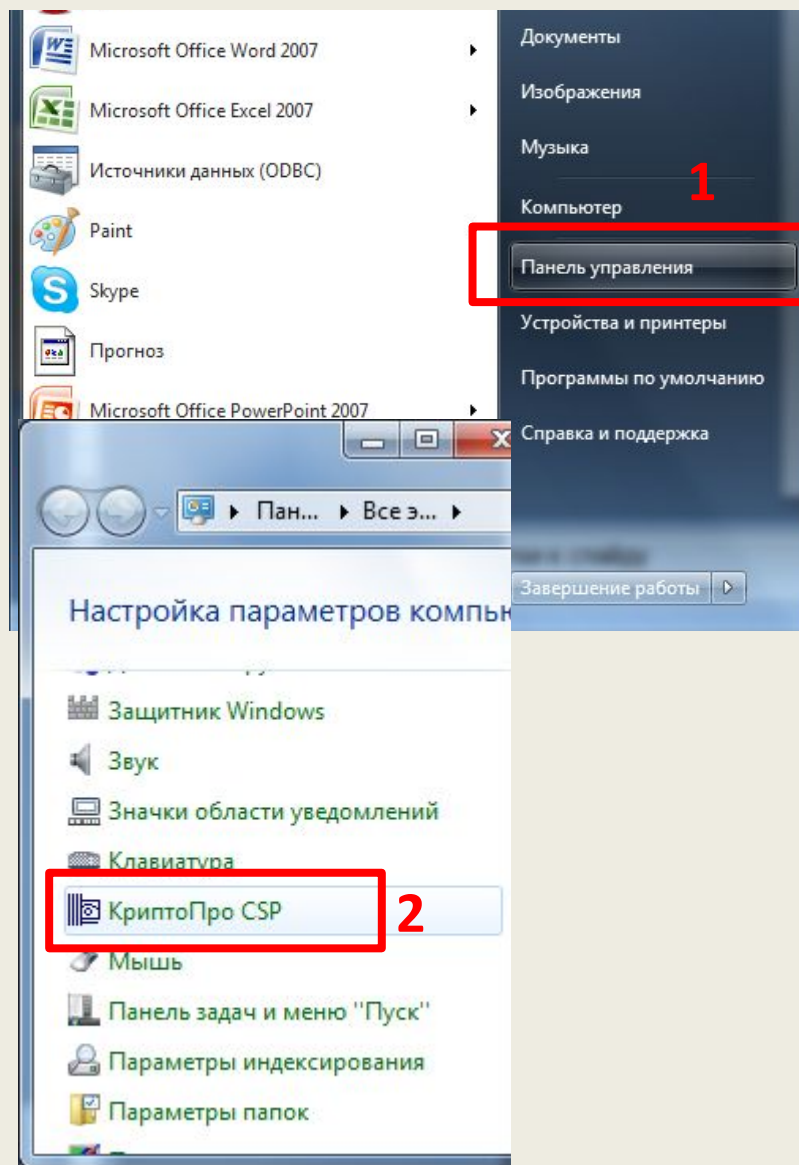 Microsoft Office Word 2007
Microsoft Office Excel 2007
Источники данных (ODBC)
Paint
Skype
Прогноз
Microsoft Office PowerPoint 2007
Документы
Изображения
Музыка
1
Компьютер
Панель управления
Устройства и принтеры
Программы по умолчанию
Справка и поддержка
Завершение работы
Пан... Все э...
Настройка параметров компью
Защитник Windows
Звук
Значки области уведомлений
Клавиатура
КриптоПро CSP
2
Мышь
Панель задач и меню "Пуск"
Параметры индексирования
Параметры папок